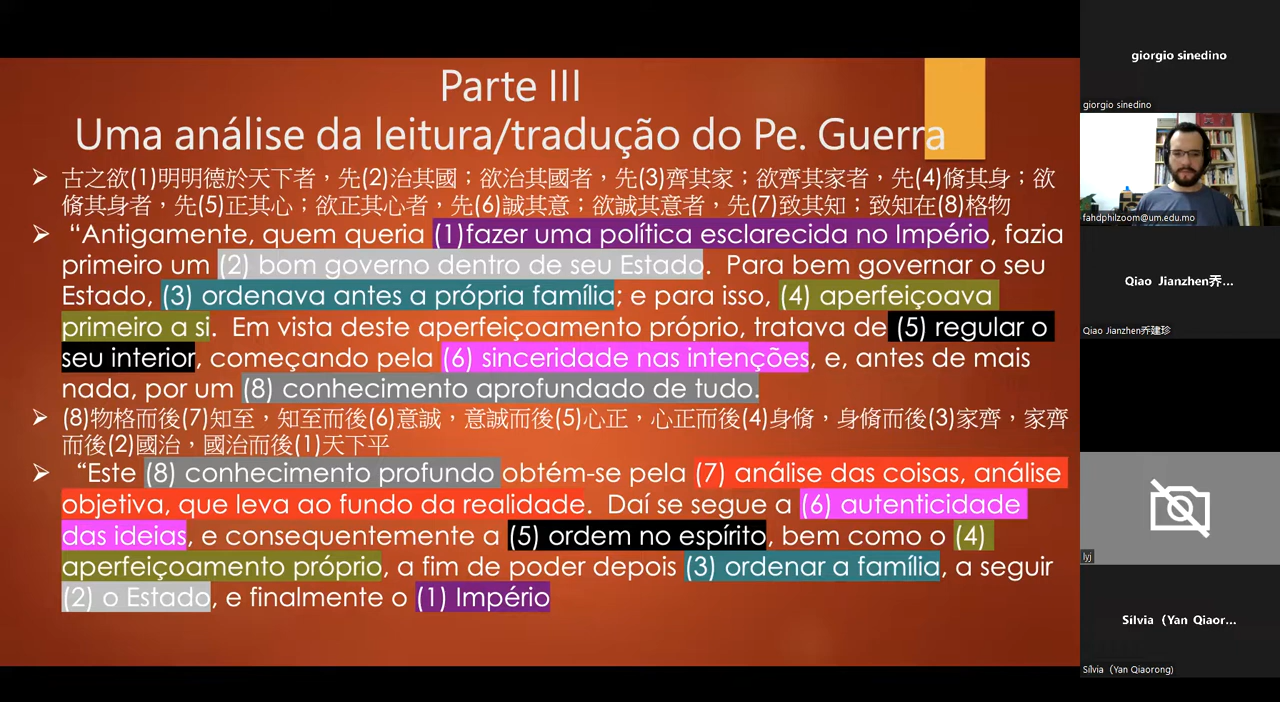 Parte III
Uma análise da leitura/tradução do Pe. Guerra
古之欲(1)明明德於天下者，先(2)治其國；欲治其國者，先(3)齊其家；欲齊其家者，先(4)脩其身；欲
脩其身者，先(5)正其心；欲正其心者，先(6)誠其意；欲誠其意者，先(7)致其知；致知在(8)格物
“Antigamente, quem queria (1)fazer uma política esclarecida no Império, fazia
primeiro um (2) bom governo dentro de seu Estado. Para bem governar o seu
Estado, (3) ordenava antes a própria família; e para isso, (4) aperfeiçoava
primeiro a si. Em vista deste aperfeiçoamento próprio, tratava de (5) regular o
seu interior, começando pela (6) sinceridade nas intenções, e, antes de mais
nada, por um (8) conhecimento aprofundado de tudo.
(8)物格而後(7)知至，知至而後(6)意誠，意誠而後(5)心正，心正而後(4)身脩，身脩而後(3)家齊，家齊
而後(2)國治，國治而後(1)天下平
“Este (8) conhecimento profundo obtém-se pela (7) análise das coisas, análise
objetiva, que leva ao fundo da realidade. Daí se segue a (6) autenticidade
das ideias, e consequentemente a (5) ordem no espírito, bem como o (4)
aperfeiçoamento próprio, a fim de poder depois (3) ordenar a família, a seguir
(2) o Estado, e finalmente o (1) Império
giorgio sinedino
giorgio sinedino
fahdphilzoom@um.edu.mo
Qiao Jianzhen乔...
Qiao Jianzhen乔建珍
lyj
Sílvia（Yan Qiaor...
Sílvia（Yan Qiaorong)